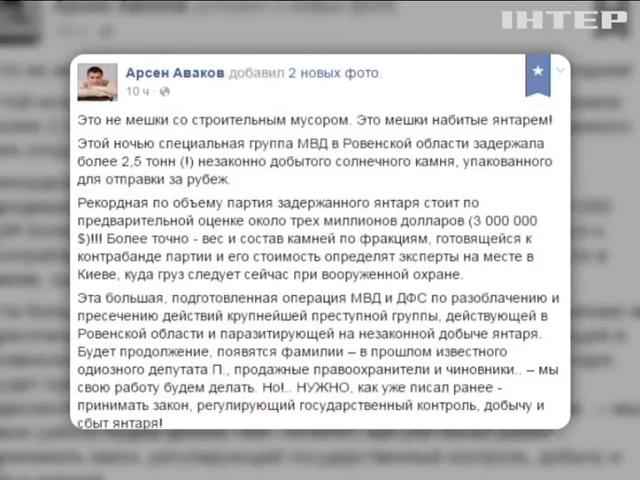 ІНТЕР
Арсен Аваков добавил 2 новых фото.
10 ч ·
Это не мешки со строительным мусором. Это мешки набитые янтарем!
Этой ночью специальная группа МВД в Ровенской области задержала
более 2,5 тонн (!) незаконно добытого солнечного камня, упакованного
для отправки за рубеж.
Рекордная по объему партия задержанного янтаря стоит по
предварительной оценке около трех миллионов долларов (3 000 000
$)!!! Более точно - вес и состав камней по фракциям, готовящейся к
контрабанде партии и его стоимость определят эксперты на месте в
Киеве, куда груз следует сейчас при вооруженной охране.
Эта большая, подготовленная операция МВД и ДФС по разоблачению и
пресечению действий крупнейшей преступной группы, действующей в
Ровенской области и паразитирующей на незаконной добыче янтаря.
Будет продолжение, появятся фамилии – в прошлом известного
одиозного депутата П., продажные правоохранители и чиновники.. – мы
свою работу будем делать. Но!.. НУЖНО, как уже писал ранее -
принимать закон, регулирующий государственный контроль, добычу и
сбыт янтаря!